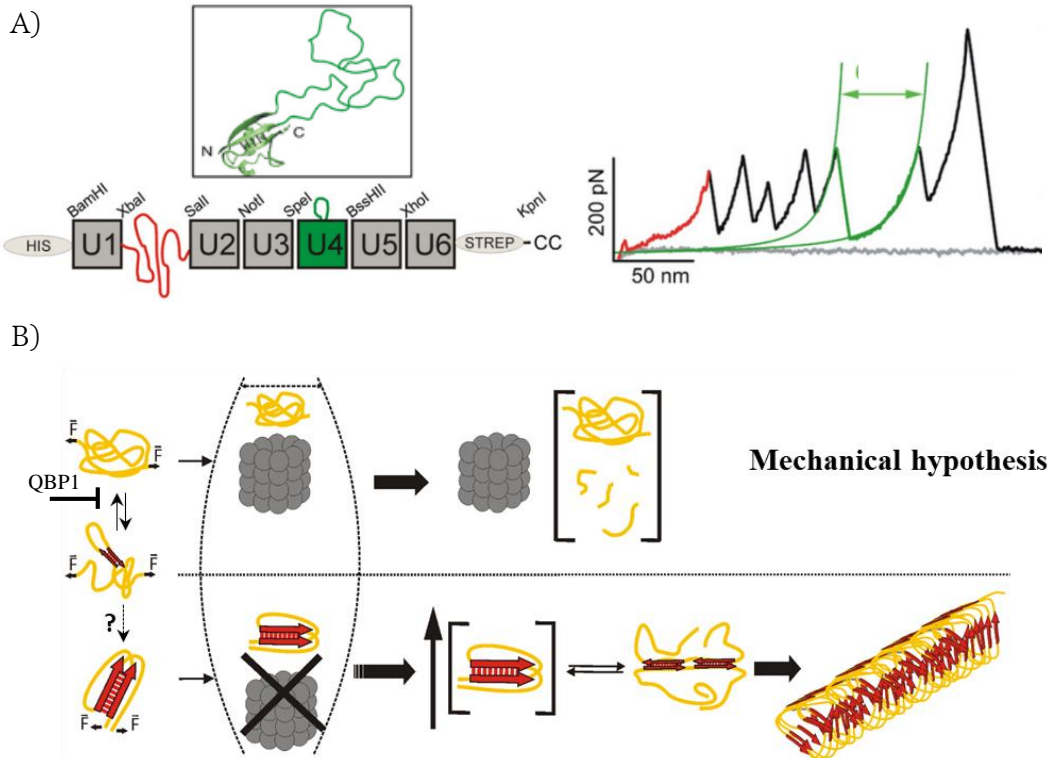 A)
N
C
BamHI
XbaI
SalI
NotI
SpeI
BssHII
XhoI
KpnI
HIS
U1
U2
U3
U4
U5
U6
STREP
-CC
200 pN
50 nm
B)
F̄
F̄
QBP1
F̄
F̄
?
F̄
F̄
Mechanical hypothesis